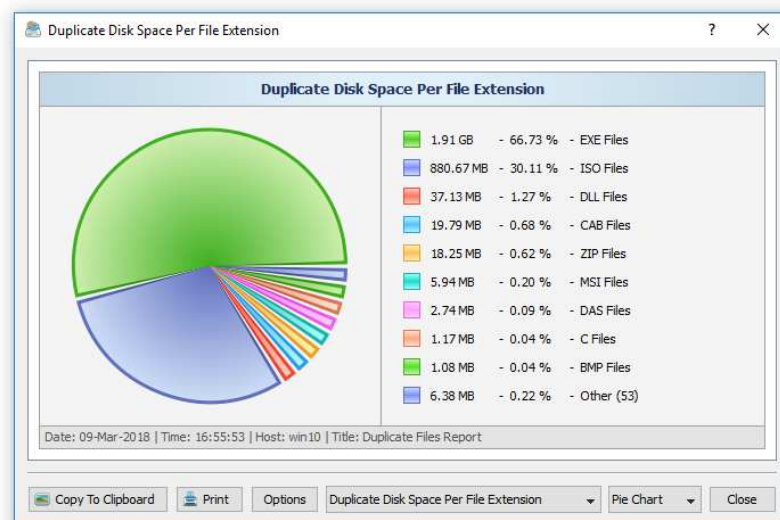 Duplicate Disk Space Per File Extension
?
Duplicate Disk Space Per File Extension
1.91 GB - 66.73 % - EXE Files
880.67 MB - 30.11 % - ISO Files
37.13 MB - 1.27 % - DLL Files
19.79 MB - 0.68 % - CAB Files
18.25 MB - 0.62 % - ZIP Files
5.94 MB - 0.20 % - MSI Files
2.74 MB - 0.09 % - DAS Files
1.17 MB - 0.04 % - C Files
1.08 MB - 0.04 % - BMP Files
6.38 MB - 0.22 % - Other (53)
Date: 09-Mar-2018 | Time: 16:55:53 | Host: win10 | Title: Duplicate Files Report
Copy To Clipboard Print Options Duplicate Disk Space Per File Extension Pie Chart Close